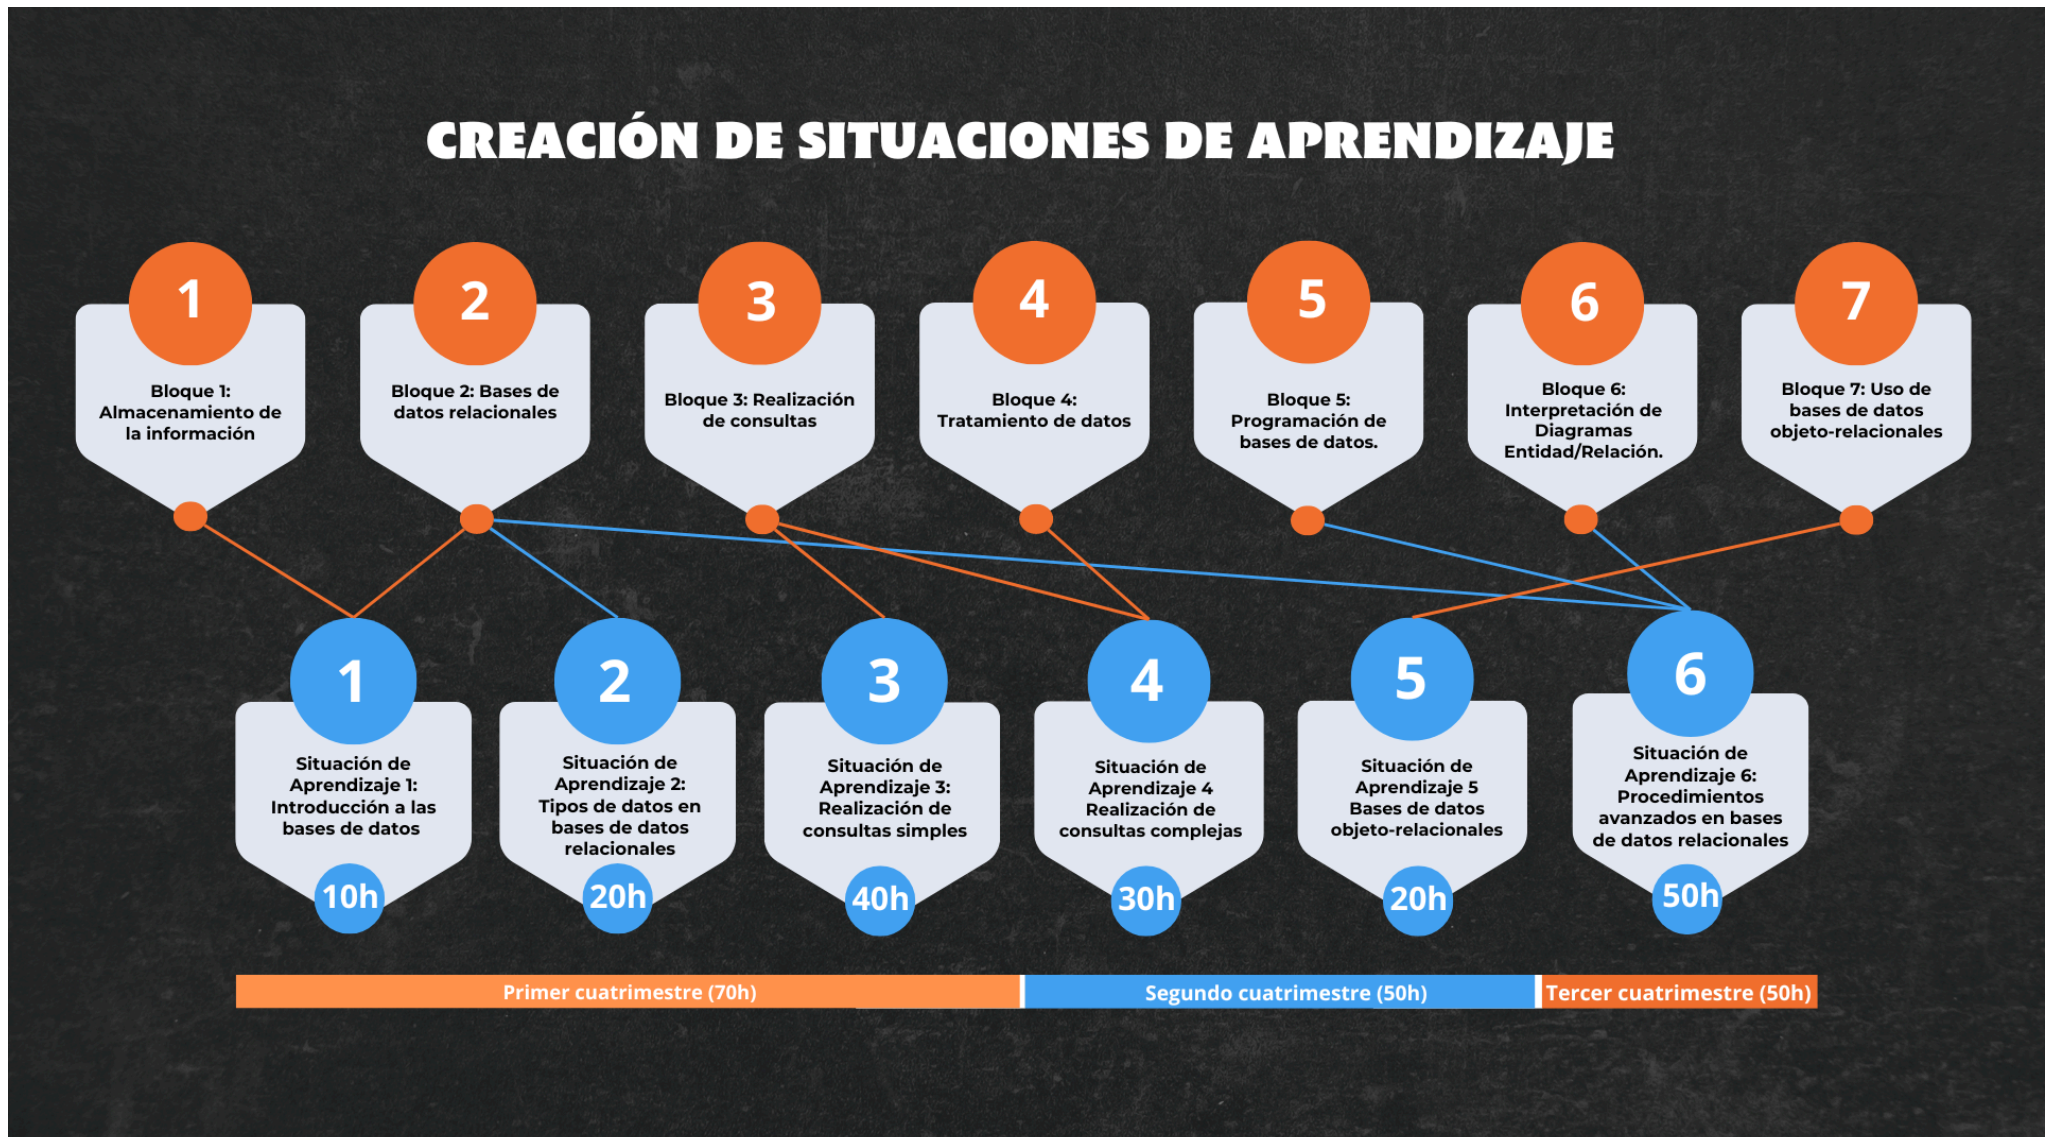 CREACIÓN DE SITUACIONES DE APRENDIZAJE
1
Bloque 1:
Almacenamiento de
la información
2
Bloque 2: Bases de
datos relacionales
3
Bloque 3: Realización
de consultas
4
Bloque 4:
Tratamiento de datos
5
Bloque 5:
Programación de
bases de datos.
6
Bloque 6:
Interpretación de
Diagramas
Entidad/Relación.
7
Bloque 7: Uso de
bases de datos
objeto-relacionales
1
Situación de
Aprendizaje 1:
Introducción a las
bases de datos
10h
2
Situación de
Aprendizaje 2:
Tipos de datos en
bases de datos
relacionales
20h
3
Situación de
Aprendizaje 3:
Realización de
consultas simples
40h
4
Situación de
Aprendizaje 4
Realización de
consultas complejas
30h
5
Situación de
Aprendizaje 5
Bases de datos
objeto-relacionales
20h
6
Situación de
Aprendizaje 6:
Procedimientos
avanzados en bases
de datos relacionales
50h
Primer cuatrimestre (70h)
Segundo cuatrimestre (50h)
Tercer cuatrimestre (50h)